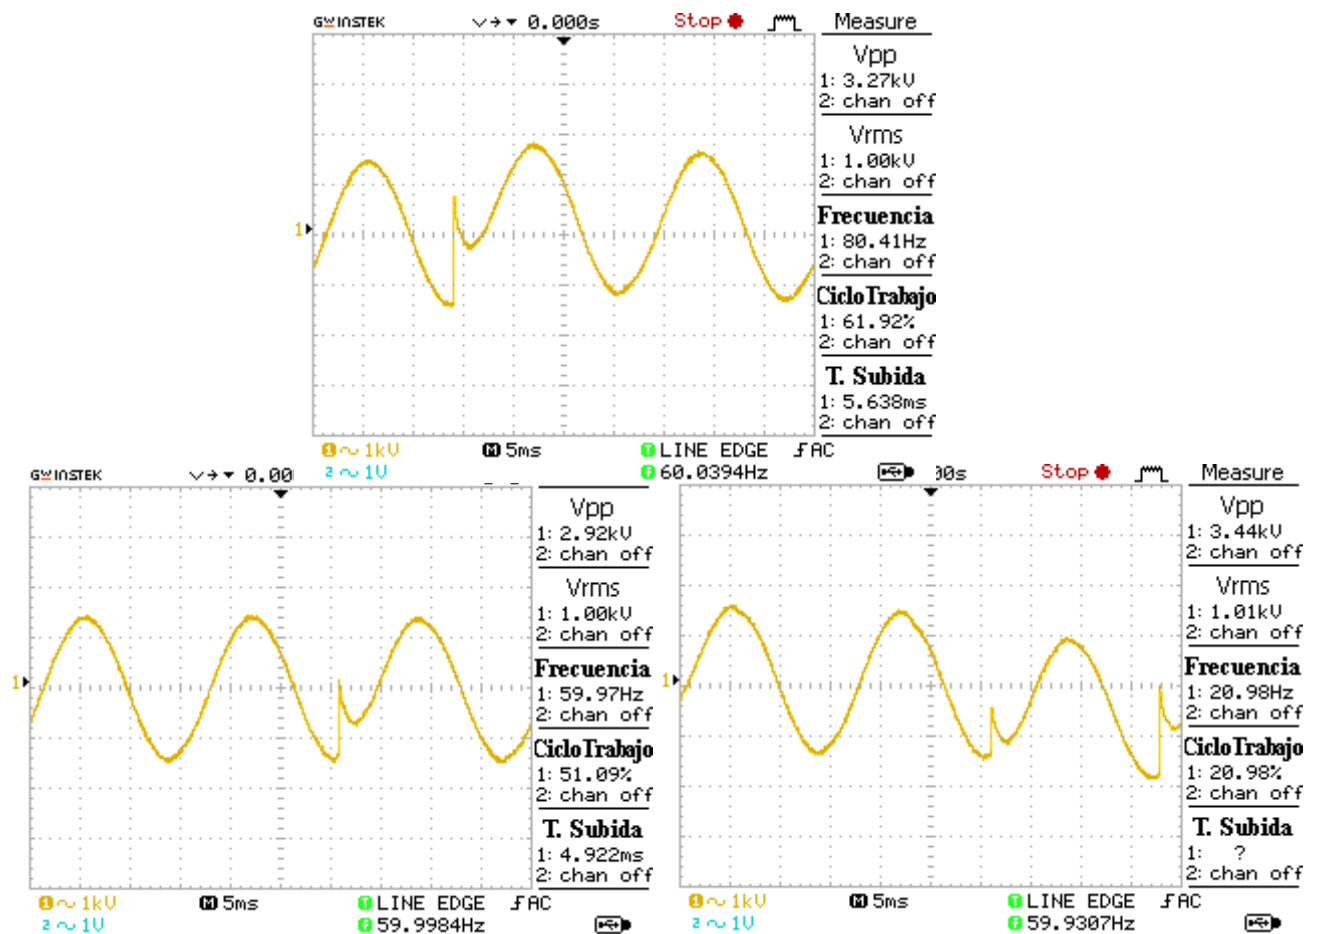 GWINSTEK 0.000s Stop Measure
Vpp
1: 3.27kV
2: chan off
Vrms
1: 1.00kV
2: chan off
Frecuencia
1: 80.41Hz
2: chan off
CicloTrabajo
1: 61.92%
2: chan off
T. Subida
1: 5.638ms
2: chan off
1
1 ~ 1kV M 5ms T LINE EDGE AC
2 ~ 1V f 60.0394Hz
GWINSTEK 0.00
Vpp
1: 2.92kV
2: chan off
Vrms
1: 1.00kV
2: chan off
Frecuencia
1: 59.97Hz
2: chan off
CicloTrabajo
1: 51.09%
2: chan off
T. Subida
1: 4.922ms
2: chan off
1
1 ~ 1kV M 5ms T LINE EDGE AC
2 ~ 1V f 59.9984Hz
00s Stop Measure
Vpp
1: 3.44kV
2: chan off
Vrms
1: 1.01kV
2: chan off
Frecuencia
1: 20.98Hz
2: chan off
CicloTrabajo
1: 20.98%
2: chan off
T. Subida
1: ?
2: chan off
1
1 ~ 1kV M 5ms T LINE EDGE AC
2 ~ 1V f 59.9307Hz